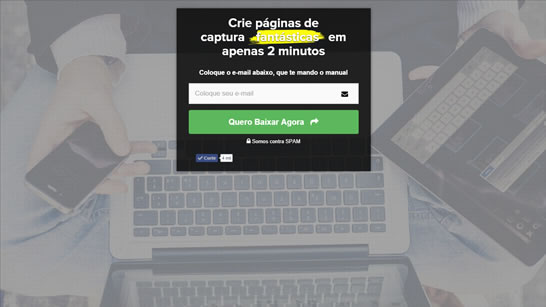 Crie páginas de
captura fantásticas em
apenas 2 minutos
Coloque o e-mail abaixo, que te mando o manual
Coloque seu e-mail
Quero Baixar Agora
Somos contra SPAM
Curtir